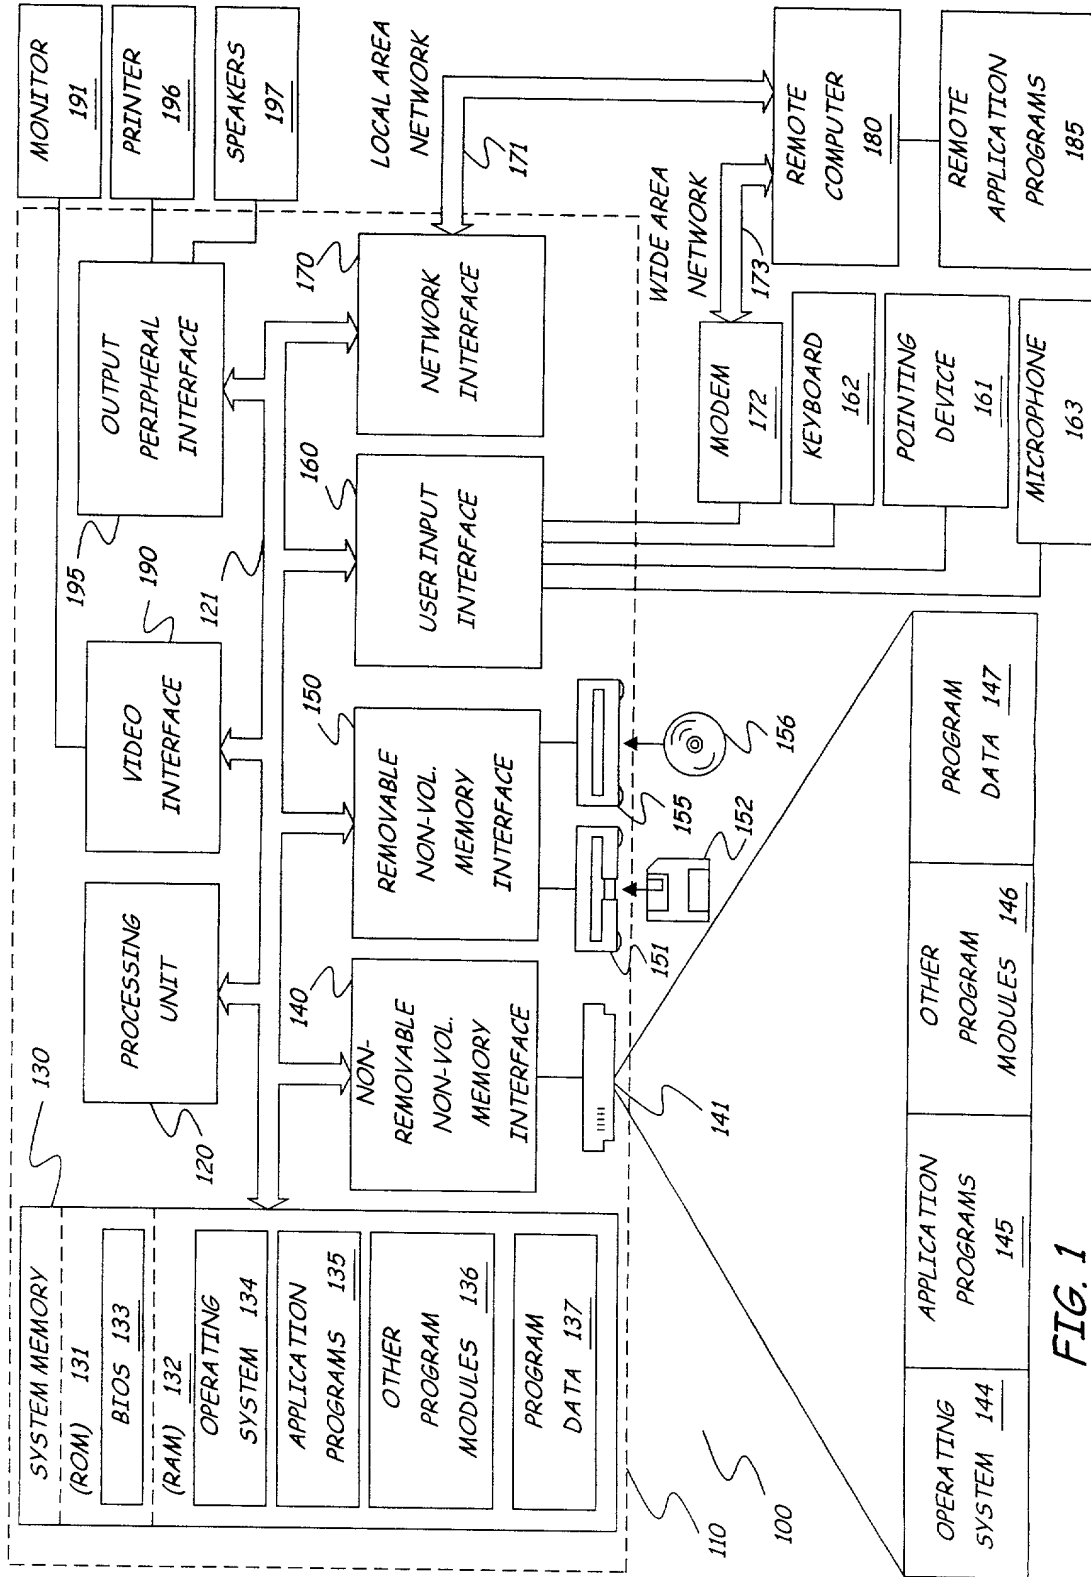 SYSTEM MEMORY
(ROM) 131
BIOS 133
(RAM) 132
OPERATING
SYSTEM 134
APPLICATION
PROGRAMS 135
OTHER
PROGRAM
MODULES 136
PROGRAM
DATA 137
130
PROCESSING
UNIT
120
VIDEO
INTERFACE
190
OUTPUT
PERIPHERAL
INTERFACE
195
121
MONITOR
191
PRINTER
196
SPEAKERS
197
NON-
REMOVABLE
NON-VOL.
MEMORY
INTERFACE
140
REMOVABLE
NON-VOL.
MEMORY
INTERFACE
150
USER INPUT
INTERFACE
160
NETWORK
INTERFACE
170
LOCAL AREA
NETWORK
171
141
151
152
155
156
WIDE AREA
NETWORK
173
MODEM
172
KEYBOARD
162
POINTING
DEVICE
161
MICROPHONE
163
REMOTE
COMPUTER
180
REMOTE
APPLICATION
PROGRAMS
185
110
100
OPERATING
SYSTEM 144
APPLICATION
PROGRAMS
145
OTHER
PROGRAM
MODULES 146
PROGRAM
DATA 147
FIG. 1